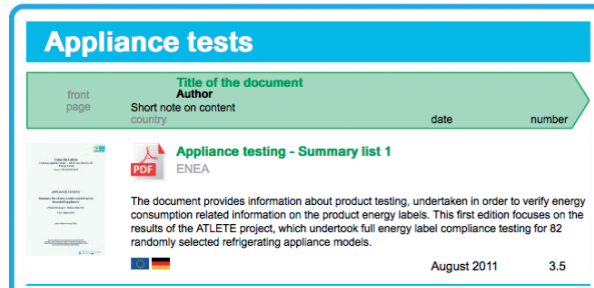 Appliance tests
Title of the document
front
page
Author
Short note on content
country
date
number
PDF
Appliance testing - Summary list 1
ENEA
The document provides information about product testing, undertaken in order to verify energy
consumption related information on the product energy labels. This first edition focuses on the
results of the ATLETE project, which undertook full energy label compliance testing for 82
randomly selected refrigerating appliance models.
August 2011
3.5